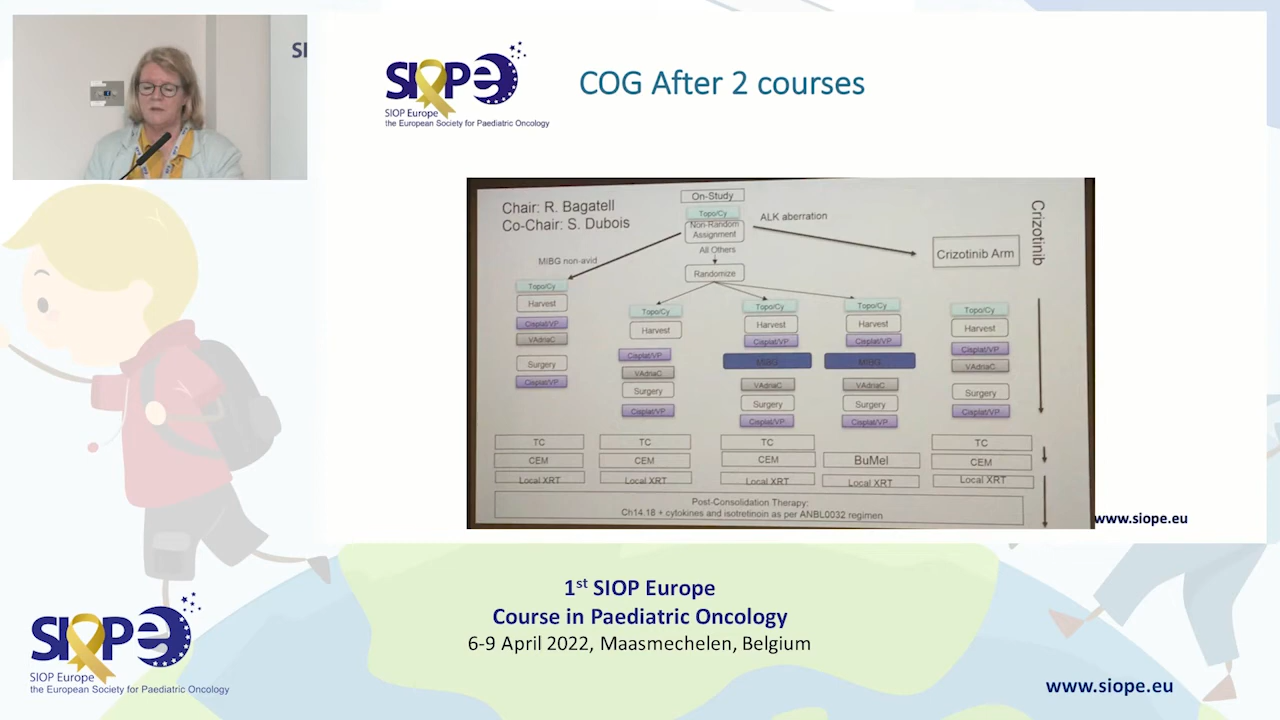 SI
SIOPe
SIOP Europe
the European Society for Paediatric Oncology
COG After 2 courses
Chair: R. Bagatell
Co-Chair: S. Dubois
On-Study
Topo/Cy
Non-Random
Assignment
All Others
Randomize
ALK aberration
MIBG non-avid
Crizotinib Arm
Crizotinib
Topo/Cy
Harvest
Cisplat/VP
VAdriaC
Surgery
Cisplat/VP
TC
CEM
Local XRT
Topo/Cy
Harvest
Cisplat/VP
VAdriaC
Surgery
Cisplat/VP
TC
CEM
Local XRT
Topo/Cy
Harvest
Cisplat/VP
MIBG
VAdriaC
Surgery
Cisplat/VP
TC
CEM
Local XRT
Topo/Cy
Harvest
Cisplat/VP
MIBG
VAdriaC
Surgery
Cisplat/VP
BuMel
Local XRT
Topo/Cy
Harvest
Cisplat/VP
VAdriaC
Surgery
Cisplat/VP
TC
CEM
Local XRT
Post-Consolidation Therapy:
Ch14.18 + cytokines and isotretinoin as per ANBL0032 regimen
www.siope.eu
1st SIOP Europe
Course in Paediatric Oncology
6-9 April 2022, Maasmechelen, Belgium
SIOPe
SIOP Europe
the European Society for Paediatric Oncology
www.siope.eu